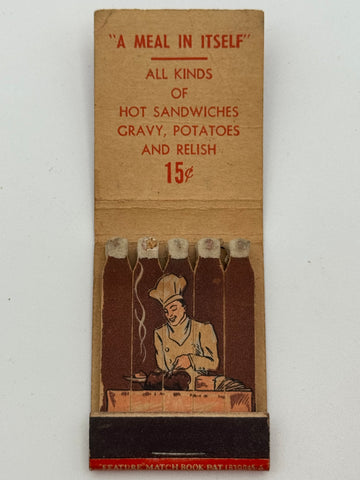 "A MEAL IN ITSELF"
ALL KINDS
OF
HOT SANDWICHES
GRAVY, POTATOES
AND RELISH
15¢
"FEATURE" MATCH BOOK PAT.